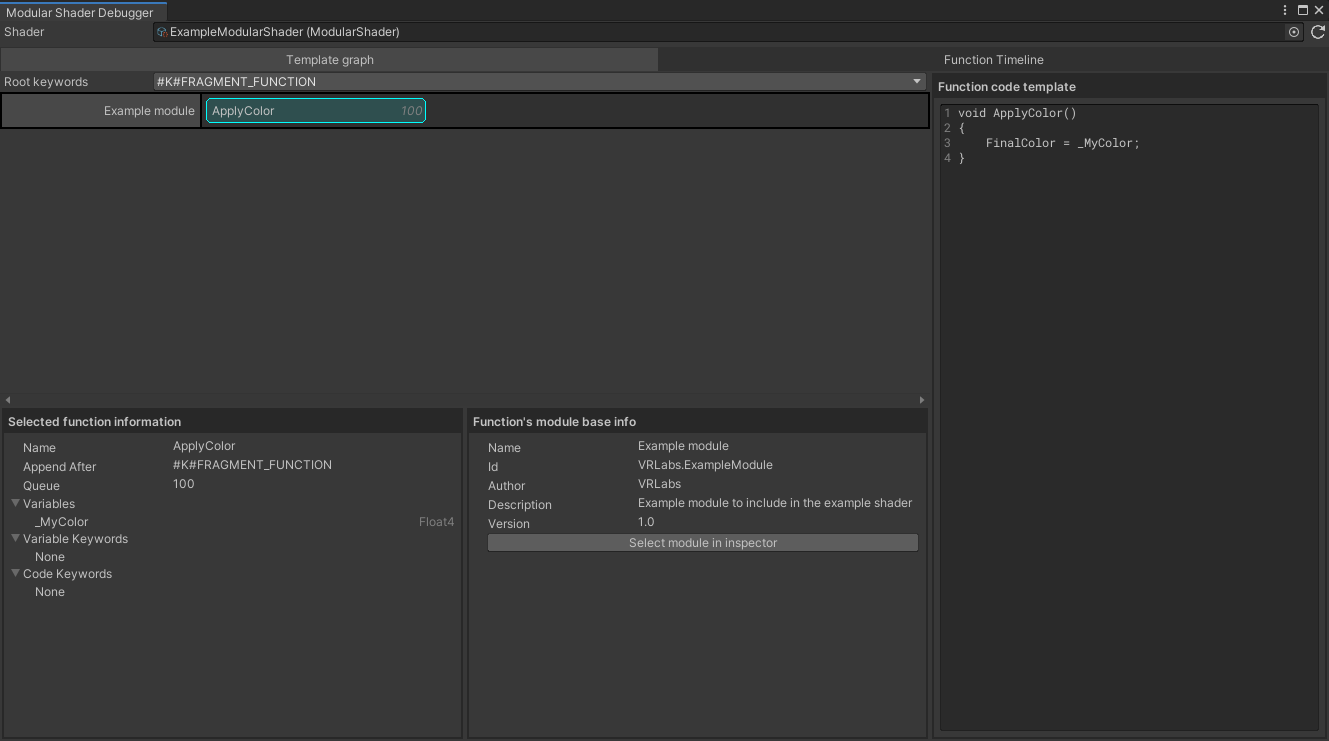 Modular Shader Debugger
Shader
ExampleModularShader (ModularShader)
Template graph
Function Timeline
Root keywords
#K#FRAGMENT_FUNCTION
Example module
ApplyColor
100
Function code template
1 void ApplyColor()
2 {
3     FinalColor = _MyColor;
4 }
Selected function information
Name
ApplyColor
Append After
#K#FRAGMENT_FUNCTION
Queue
100
Variables
_MyColor
Float4
Variable Keywords
None
Code Keywords
None
Function's module base info
Name
Example module
Id
VRLabs.ExampleModule
Author
VRLabs
Description
Example module to include in the example shader
Version
1.0
Select module in inspector